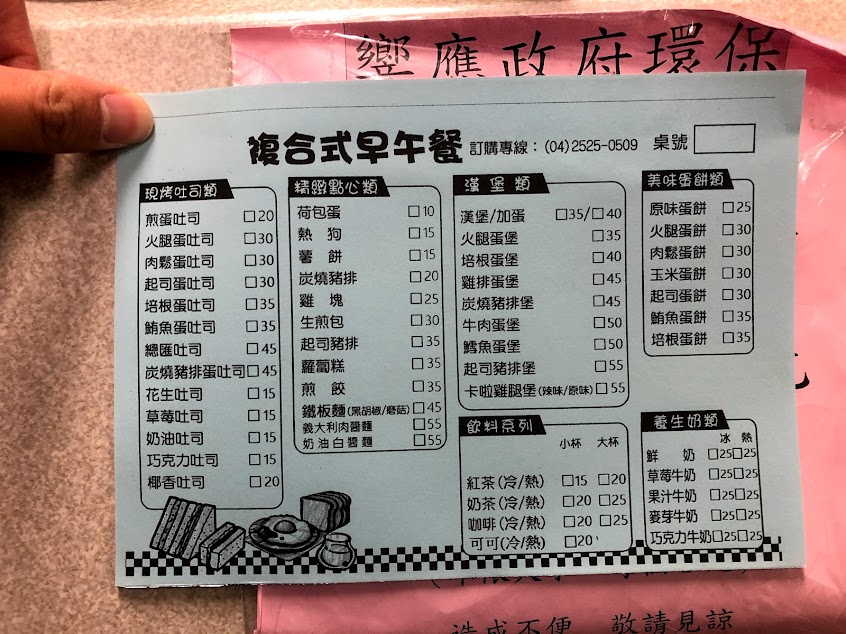 響應政府環保
複合式早午餐 訂購專線：(04)2525-0509 桌號
現烤吐司類
煎蛋吐司 □20
火腿蛋吐司 □30
肉鬆蛋吐司 □30
起司蛋吐司 □30
培根蛋吐司 □35
鮪魚蛋吐司 □35
總匯吐司 □45
炭燒豬排蛋吐司 □45
花生吐司 □15
草莓吐司 □15
奶油吐司 □15
巧克力吐司 □15
椰香吐司 □20
精緻點心類
荷包蛋 □10
熱狗 □15
薯餅 □15
炭燒豬排 □20
雞塊 □25
生煎包 □30
起司豬排 □35
蘿蔔糕 □35
煎餃 □35
鐵板麵(黑胡椒/磨菇) □45
義大利肉醬麵 □55
奶油白醬麵 □55
漢堡類
漢堡/加蛋 □35/□40
火腿蛋堡 □35
培根蛋堡 □40
雞排蛋堡 □45
炭燒豬排堡 □45
牛肉蛋堡 □50
鱈魚蛋堡 □50
起司豬排堡 □55
卡啦雞腿堡(辣味/原味) □55
美味蛋餅類
原味蛋餅 □25
火腿蛋餅 □30
肉鬆蛋餅 □30
玉米蛋餅 □30
起司蛋餅 □30
鮪魚蛋餅 □35
培根蛋餅 □35
飲料系列
小杯 大杯
紅茶(冷/熱) □15 □20
奶茶(冷/熱) □20 □25
咖啡(冷/熱) □20 □25
可可(冷/熱) □20
養生奶類
冰 熱
鮮奶 □25□25
草莓牛奶 □25□25
果汁牛奶 □25□25
麥芽牛奶 □25□25
巧克力牛奶 □25□25
造成不便 敬請見諒